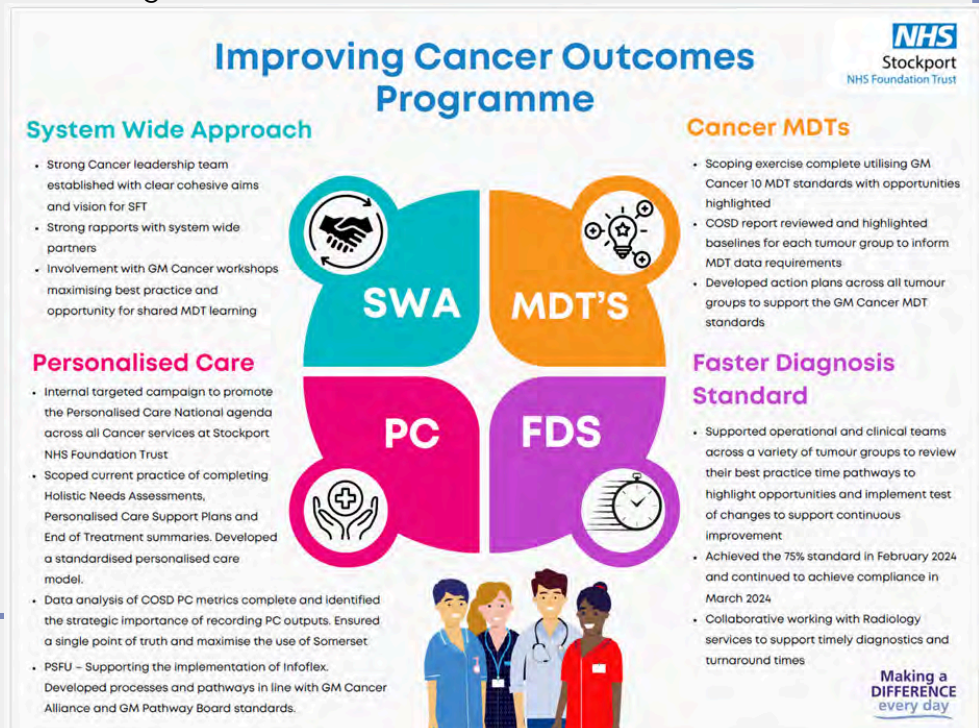 Improving Cancer Outcomes
Programme
NHS
Stockport
NHS Foundation Trust
System Wide Approach
• Strong Cancer leadership team
established with clear cohesive aims
and vision for SFT
• Strong rapports with system wide
partners
• Involvement with GM Cancer workshops
maximising best practice and
opportunity for shared MDT learning
SWA
MDT'S
Cancer MDTs
• Scoping exercise complete utilising GM
Cancer 10 MDT standards with opportunities
highlighted
• COSD report reviewed and highlighted
baselines for each tumour group to inform
MDT data requirements
• Developed action plans across all tumour
groups to support the GM Cancer MDT
standards
Personalised Care
• Internal targeted campaign to promote
the Personalised Care National agenda
across all Cancer services at Stockport
NHS Foundation Trust
• Scoped current practice of completing
Holistic Needs Assessments,
Personalised Care Support Plans and
End of Treatment summaries. Developed
a standardised personalised care
model.
• Data analysis of COSD PC metrics complete and identified
the strategic importance of recording PC outputs. Ensured
a single point of truth and maximise the use of Somerset
• PSFU – Supporting the implementation of Infoflex.
Developed processes and pathways in line with GM Cancer
Alliance and GM Pathway Board standards.
PC
FDS
Faster Diagnosis
Standard
• Supported operational and clinical teams
across a variety of tumour groups to review
their best practice time pathways to
highlight opportunities and implement test
of changes to support continuous
improvement
• Achieved the 75% standard in February 2024
and continued to achieve compliance in
March 2024
• Collaborative working with Radiology
services to support timely diagnostics and
turnaround times
Making a
DIFFERENCE
every day